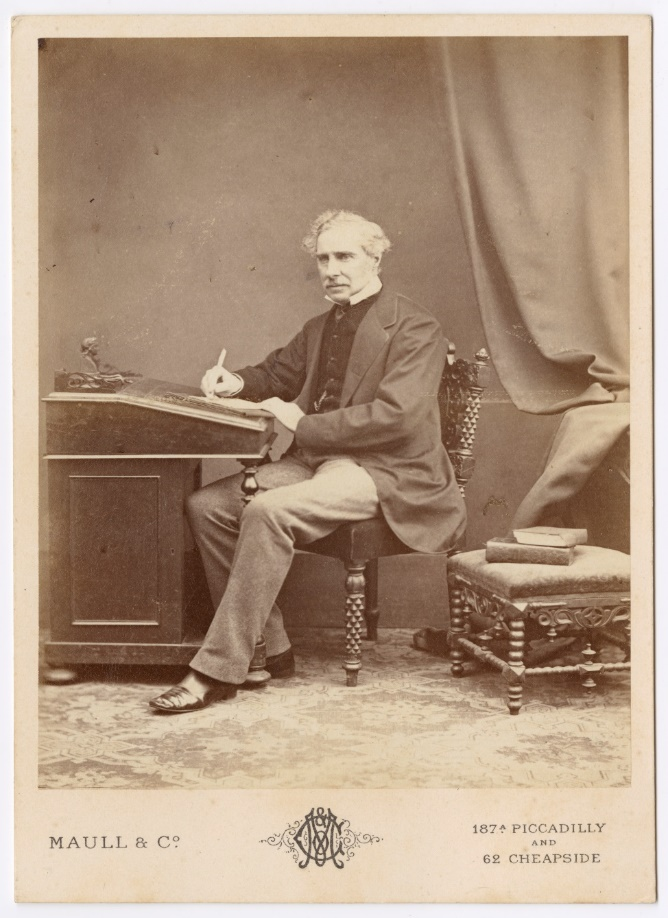 MAULL & Cº
187ᴬ PICCADILLY
AND
62 CHEAPSIDE